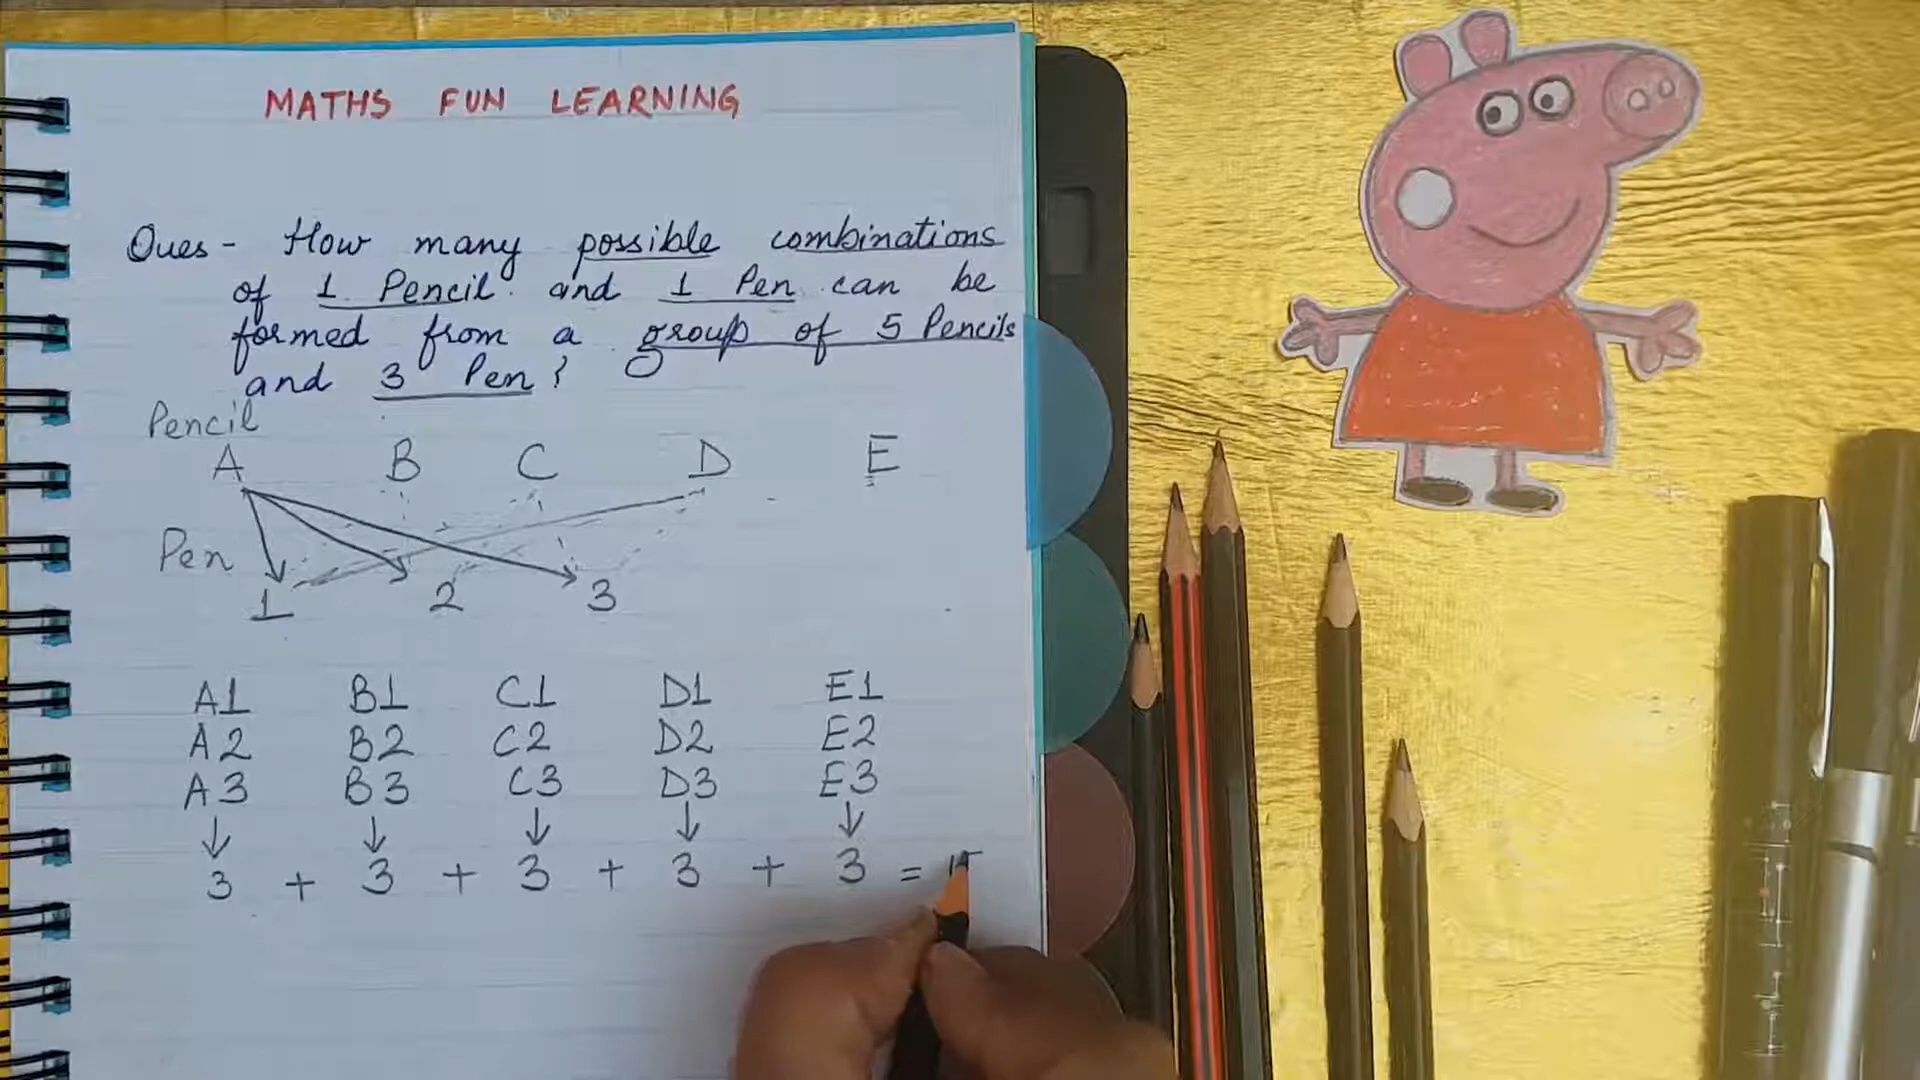 MATHS FUN LEARNING
Ques - How many possible combinations
of 1 Pencil and 1 Pen can be
formed from a group of 5 Pencils
and 3 Pen?
Pencil
A B C D E
Pen
1 2 3
A1 B1 C1 D1 E1
A2 B2 C2 D2 E2
A3 B3 C3 D3 E3
↓ ↓ ↓ ↓ ↓
3 + 3 + 3 + 3 + 3 =